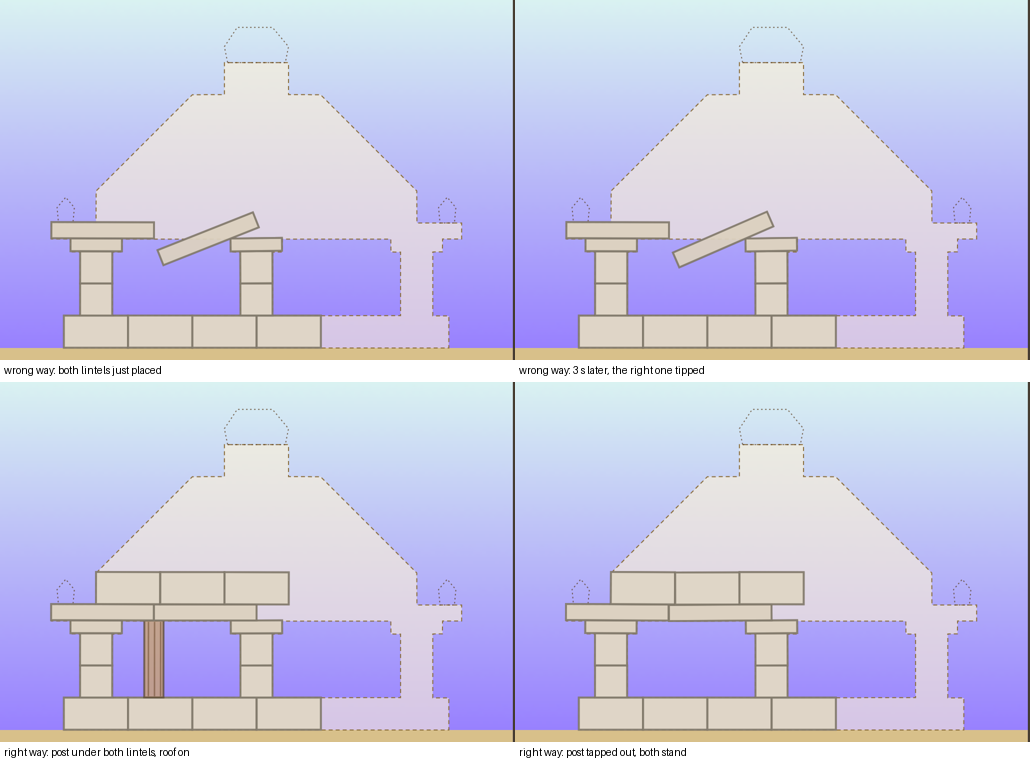 wrong way: both lintels just placed
wrong way: 3 s later, the right one tipped
right way: post under both lintels, roof on
right way: post tapped out, both stand